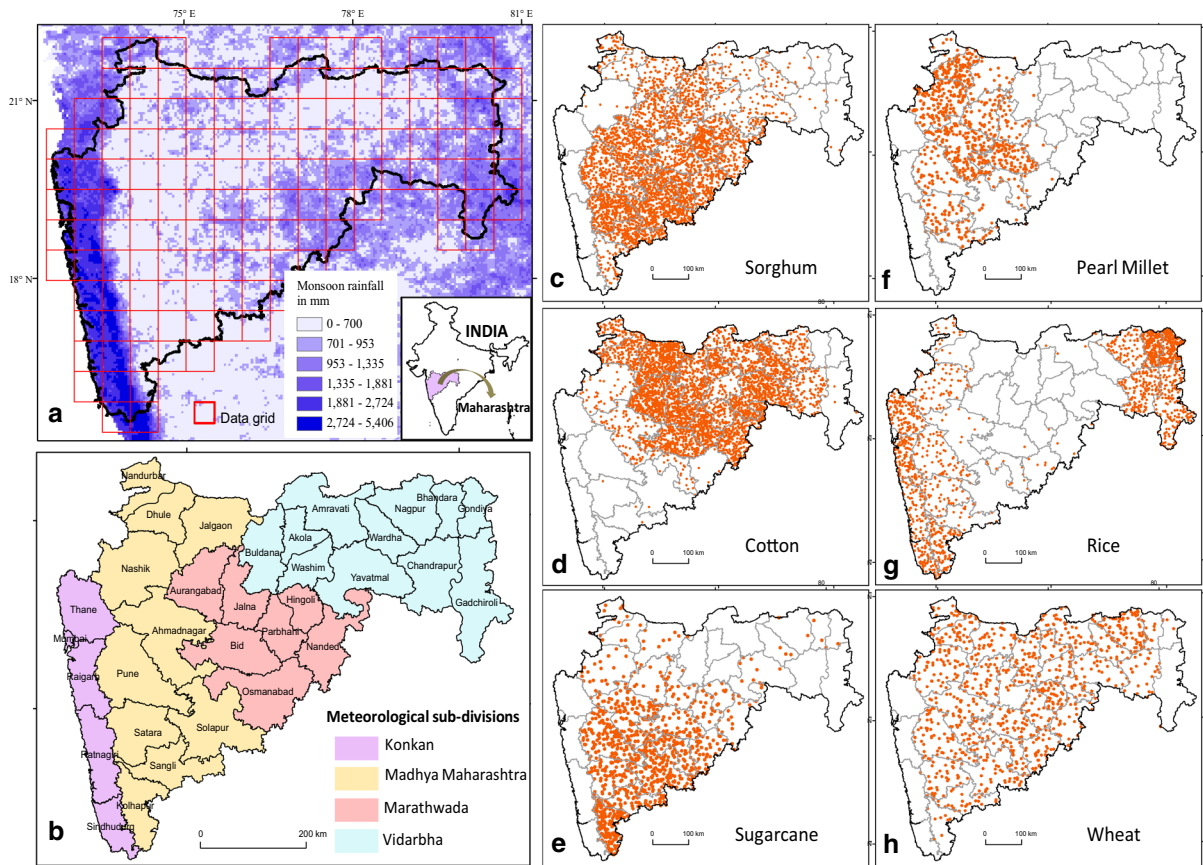 75° E
78° E
81° E
21° N
18° N
Monsoon rainfall
in mm
0 - 700
701 - 953
953 - 1,335
1,335 - 1,881
1,881 - 2,724
2,724 - 5,406
Data grid
INDIA
Maharashtra
a
Nandurbar
Dhule
Jalgaon
Nashik
Buldana
Akola
Amravati
Washim
Wardha
Nagpur
Bhandara
Gondiya
Yavatmal
Chandrapur
Gadchiroli
Aurangabad
Jalna
Hingoli
Parbhani
Nanded
Bid
Osmanabad
Thane
Mumbai
Raigarh
Ahmadnagar
Pune
Satara
Solapur
Ratnagiri
Sangli
Kolhapur
Sindhudurg
Meteorological sub-divisions
Konkan
Madhya Maharashtra
Marathwada
Vidarbha
0 200 km
b
c
0 100 km
Sorghum
80
d
0 100 km
Cotton
80
e
0 100 km
Sugarcane
f
0 100 km
Pearl Millet
g
0 100 km
Rice
80
h
0 100 km
Wheat